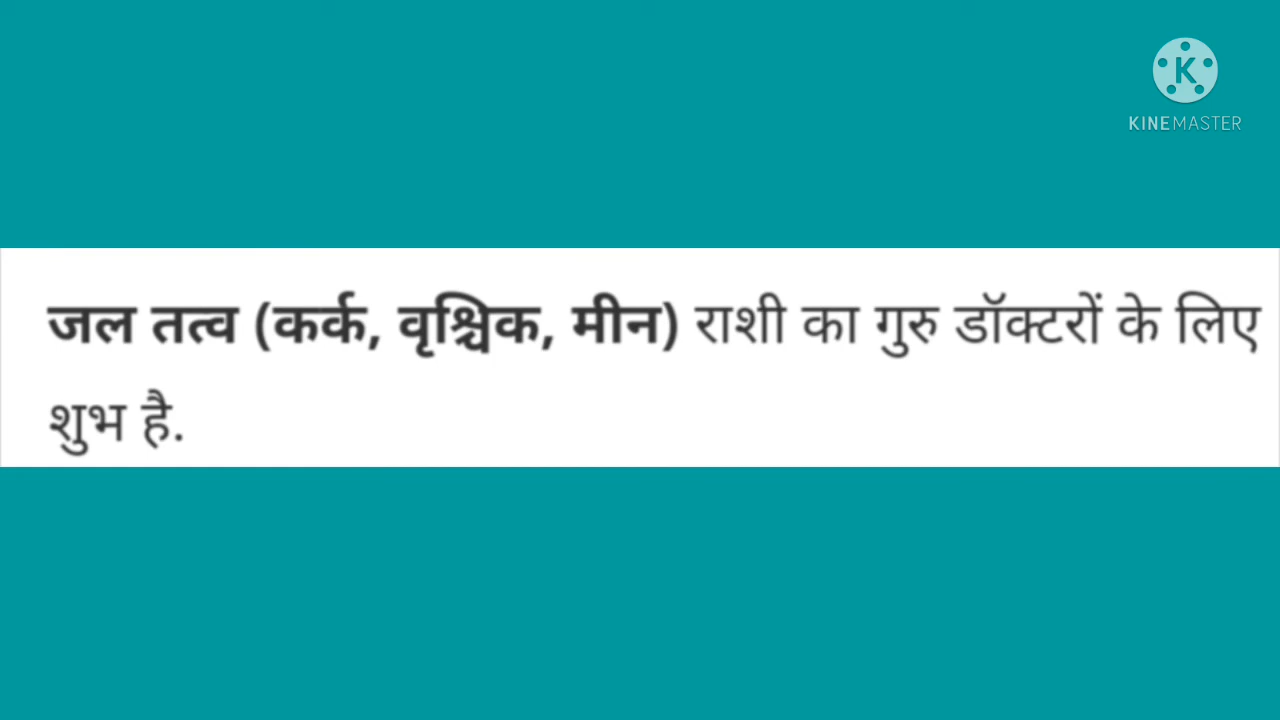 KINEMASTER
जल तत्व (कर्क, वृश्चिक, मीन) राशी का गुरु डॉक्टरों के लिए
शुभ है.